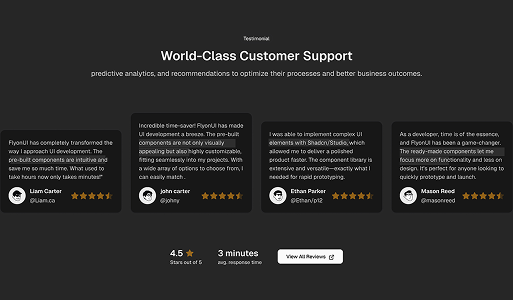 Testimonial
World-Class Customer Support
predictive analytics, and recommendations to optimize their processes and better business outcomes.
FlyonUI has completely transformed the
way I approach UI development. The
pre-built components are intuitive and
save me so much time. What used to
take hours now only takes minutes!"
Liam Carter
@Liam.ca
Incredible time-saver! FlyonUI has made
UI development a breeze. The pre-built
components are not only visually
appealing but also highly customizable,
fitting seamlessly into my projects. With
a wide array of options to choose from, I
can easily match .
john carter
@johny
I was able to implement complex UI
elements with Shadcn/Studio, which
allowed me to deliver a polished
product faster. The component library is
extensive and versatile—exactly what I
needed for rapid prototyping.
Ethan Parker
@Ethan/p12
As a developer, time is of the essence,
and FlyonUI has been a game-changer.
The ready-made components let me
focus more on functionality and less on
design. It's perfect for anyone looking to
quickly prototype and launch.
Mason Reed
@masonreed
4.5
Stars out of 5
3 minutes
avg. response time
View All Reviews